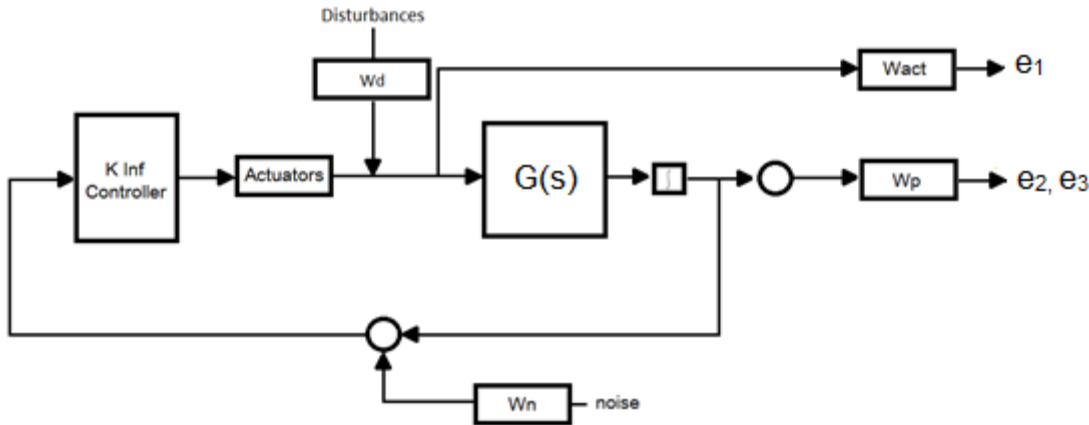 Disturbances
Wd
Wact
e1
K Inf
Controller
Actuators
G(s)
∫
Wp
e2, e3
Wn
noise